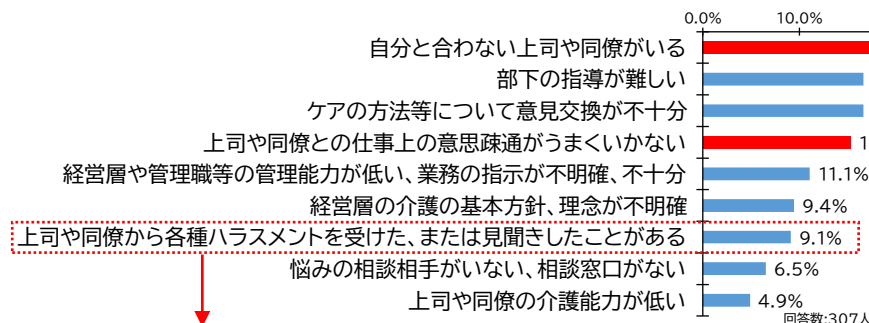 0.0% 10.0%
自分と合わない上司や同僚がいる
部下の指導が難しい
ケアの方法等について意見交換が不十分
上司や同僚との仕事上の意思疎通がうまくいかない 1
経営層や管理職等の管理能力が低い、業務の指示が不明確、不十分 11.1%
経営層の介護の基本方針、理念が不明確 9.4%
上司や同僚から各種ハラスメントを受けた、または見聞きしたことがある 9.1%
悩みの相談相手がいない、相談窓口がない 6.5%
上司や同僚の介護能力が低い 4.9%
回答数:307人